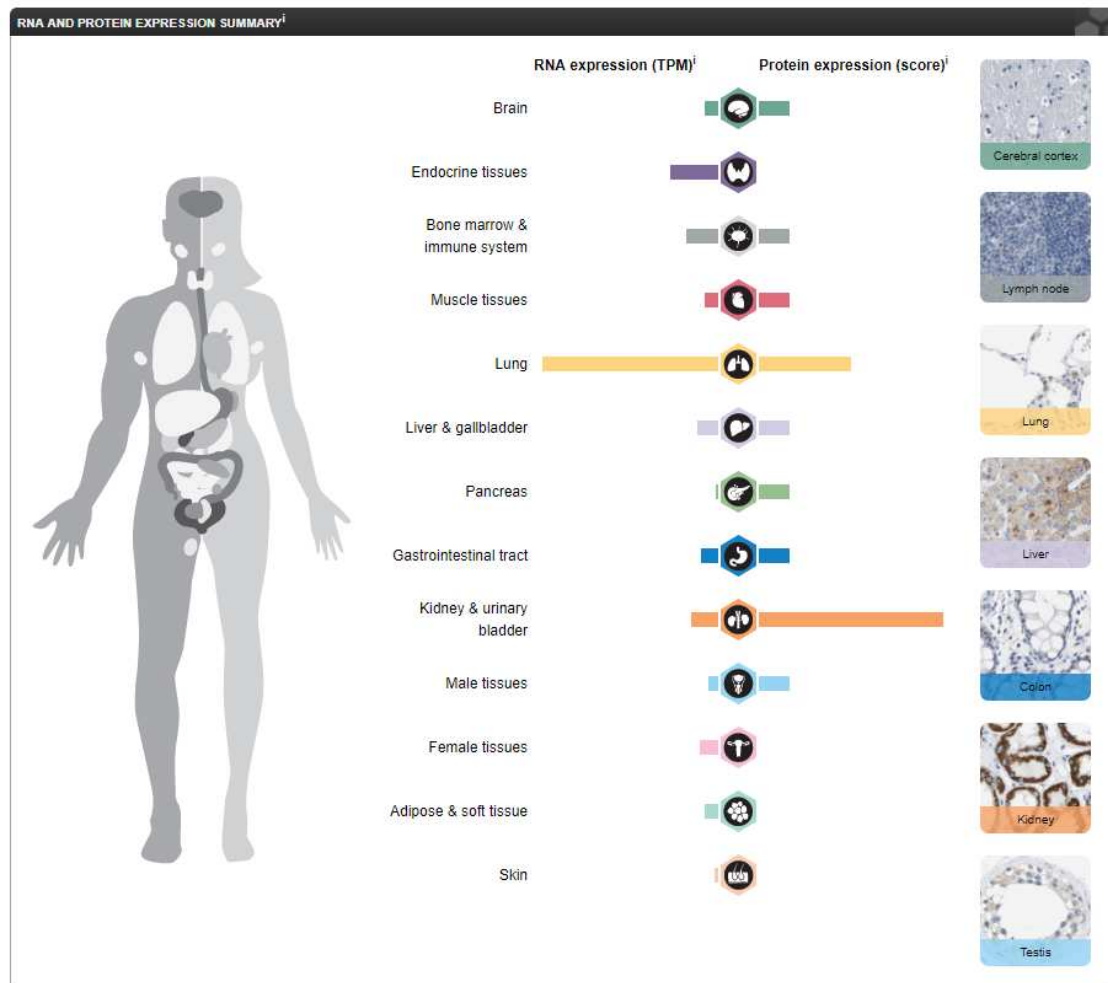 RNA AND PROTEIN EXPRESSION SUMMARYi
RNA expression (TPM)i
Protein expression (score)i
Brain
Endocrine tissues
Bone marrow &
immune system
Muscle tissues
Lung
Liver & gallbladder
Pancreas
Gastrointestinal tract
Kidney & urinary
bladder
Male tissues
Female tissues
Adipose & soft tissue
Skin
Cerebral cortex
Lymph node
Lung
Liver
Colon
Kidney
Testis